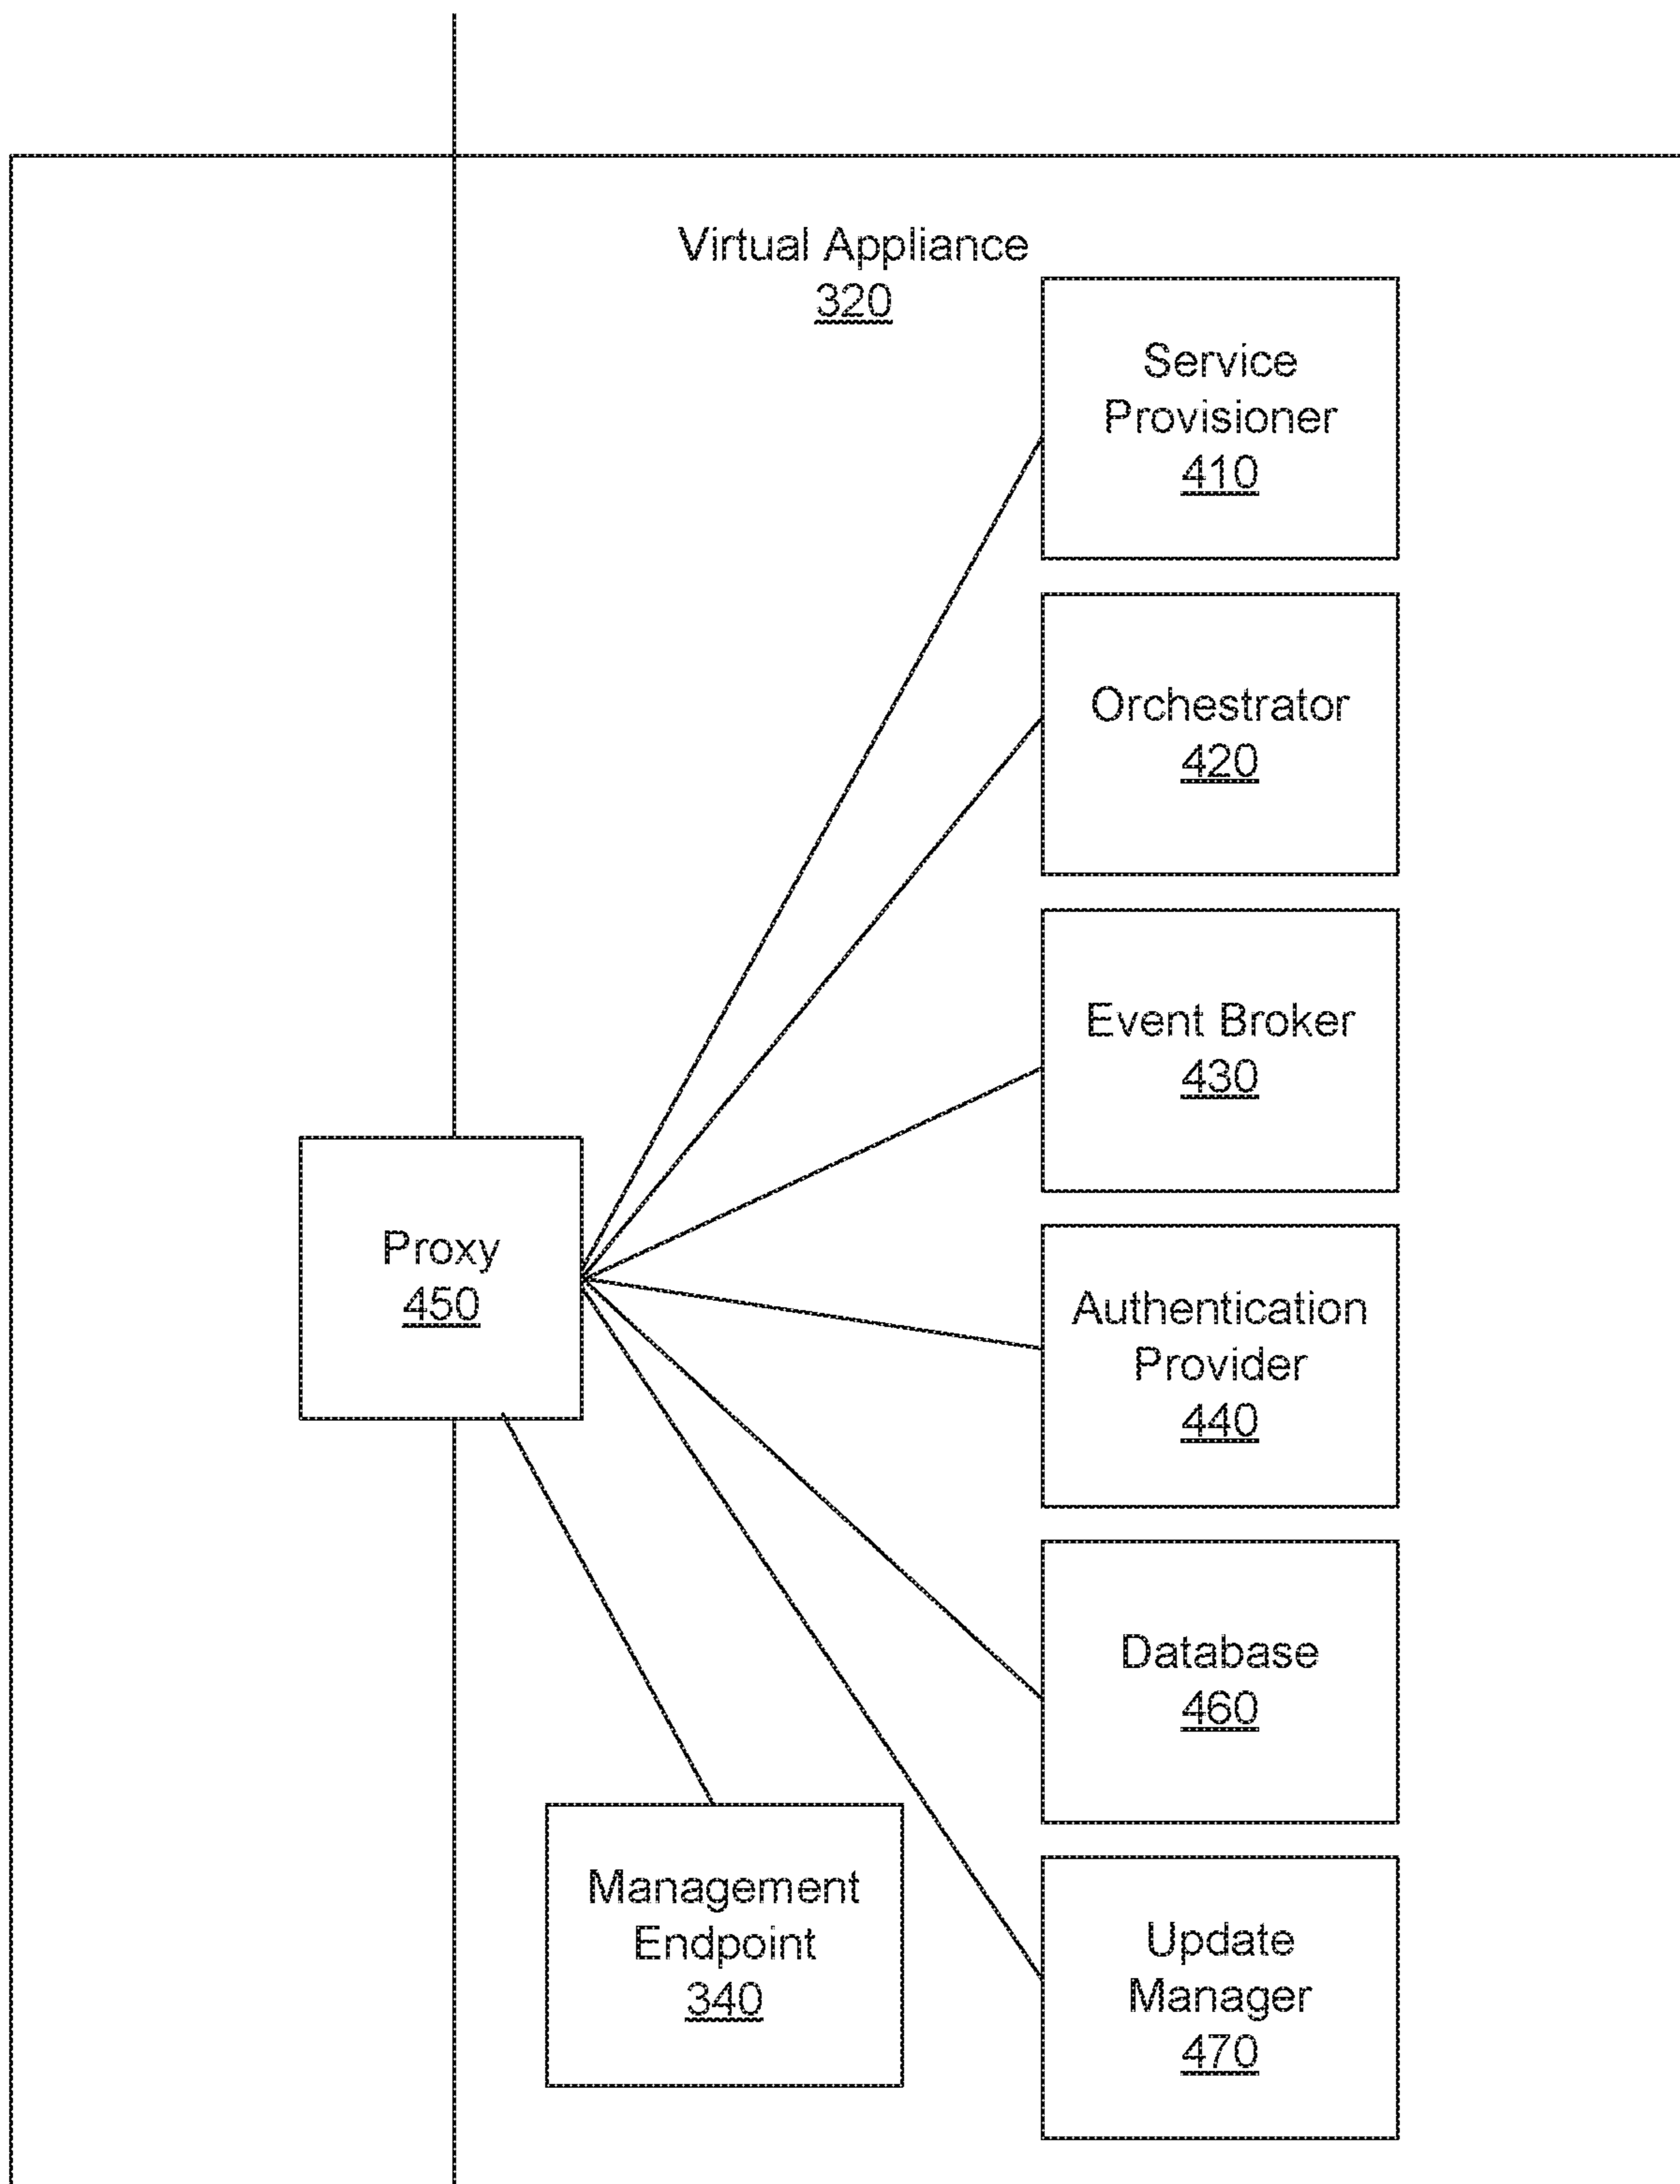 Virtual Appliance
320
Service
Provisioner
410
Orchestrator
420
Event Broker
430
Proxy
450
Authentication
Provider
440
Database
460
Management
Endpoint
340
Update
Manager
470